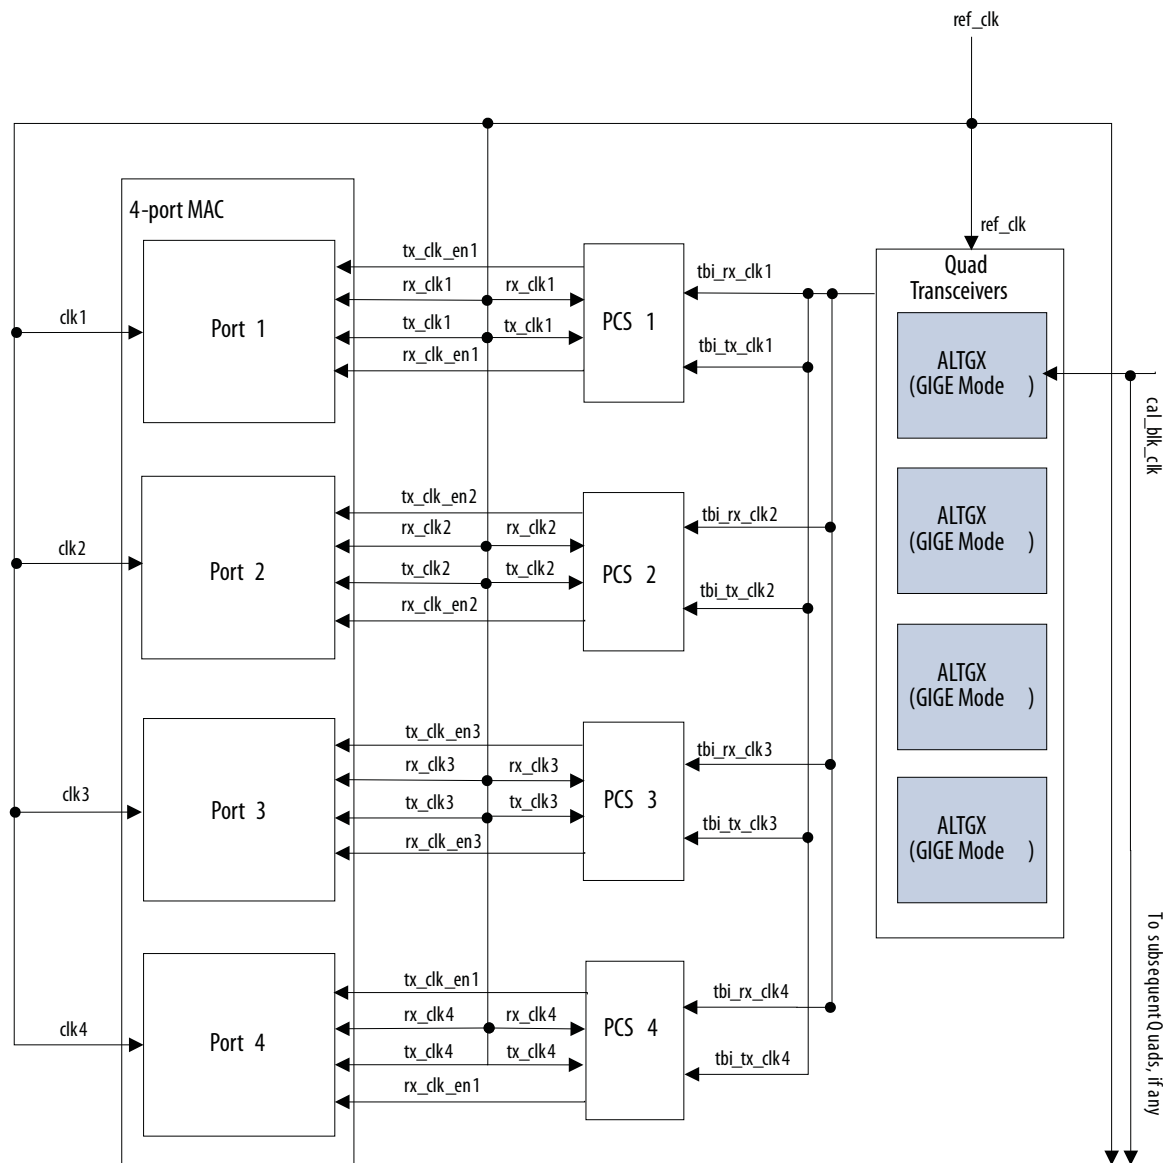 ref_clk
ref_clk
4-port MAC
Quad
Transceivers
clk1
Port 1
tx_clk_en1
rx_clk1
rx_clk1
tx_clk1
tx_clk1
rx_clk_en1
PCS 1
tbi_rx_clk1
tbi_tx_clk1
ALTGX
(GIGE Mode )
cal_blk_clk
clk2
Port 2
tx_clk_en2
rx_clk2
rx_clk2
tx_clk2
tx_clk2
rx_clk_en2
PCS 2
tbi_rx_clk2
tbi_tx_clk2
ALTGX
(GIGE Mode )
clk3
Port 3
tx_clk_en3
rx_clk3
rx_clk3
tx_clk3
tx_clk3
rx_clk_en3
PCS 3
tbi_rx_clk3
tbi_tx_clk3
ALTGX
(GIGE Mode )
ALTGX
(GIGE Mode )
clk4
Port 4
tx_clk_en1
rx_clk4
rx_clk4
tx_clk4
tx_clk4
rx_clk_en1
PCS 4
tbi_rx_clk4
tbi_tx_clk4
To subsequent Quads, if any